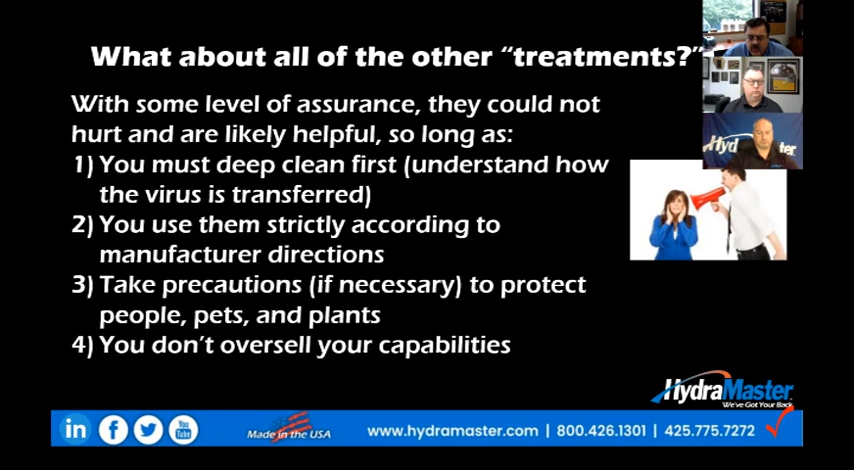 What about all of the other “treatments?”
With some level of assurance, they could not
hurt and are likely helpful, so long as:
1) You must deep clean first (understand how
the virus is transferred)
2) You use them strictly according to
manufacturer directions
3) Take precautions (if necessary) to protect
people, pets, and plants
4) You don’t oversell your capabilities
HydraMaster
We've Got Your Back
in f You Tube Made in the USA www.hydramaster.com | 800.426.1301 | 425.775.7272